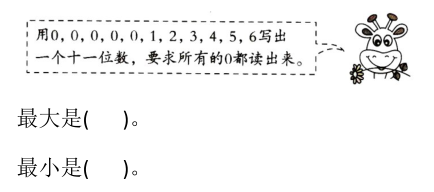 用0，0，0，0，0，1，2，3，4，5，6写出
一个十一位数，要求所有的0都读出来。
最大是(　　)。
最小是(　　)。